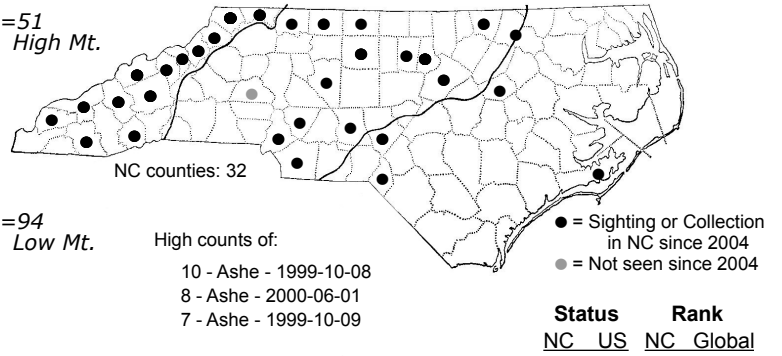 =51
High Mt.
NC counties: 32
=94
Low Mt.
High counts of:
10 - Ashe - 1999-10-08
8 - Ashe - 2000-06-01
7 - Ashe - 1999-10-09
= Sighting or Collection
in NC since 2004
= Not seen since 2004
Status Rank
NC US NC Global